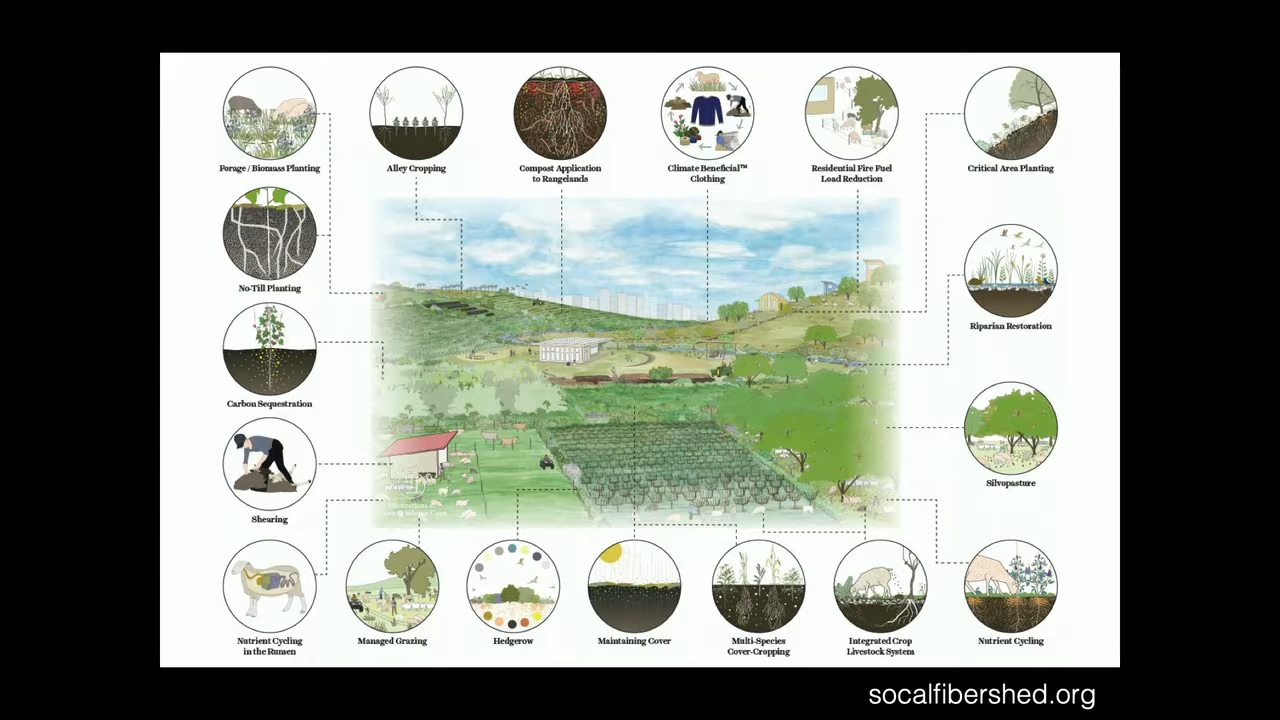 Forage / Biomass Planting
Alley Cropping
Compost Application
to Rangelands
Climate Beneficial™
Clothing
Residential Fire Fuel
Load Reduction
Critical Area Planting
No-Till Planting
Riparian Restoration
Carbon Sequestration
Silvopasture
Shearing
Nutrient Cycling
in the Rumen
Managed Grazing
Hedgerow
Maintaining Cover
Multi-Species
Cover-Cropping
Integrated Crop
Livestock System
Nutrient Cycling
socalfibershed.org